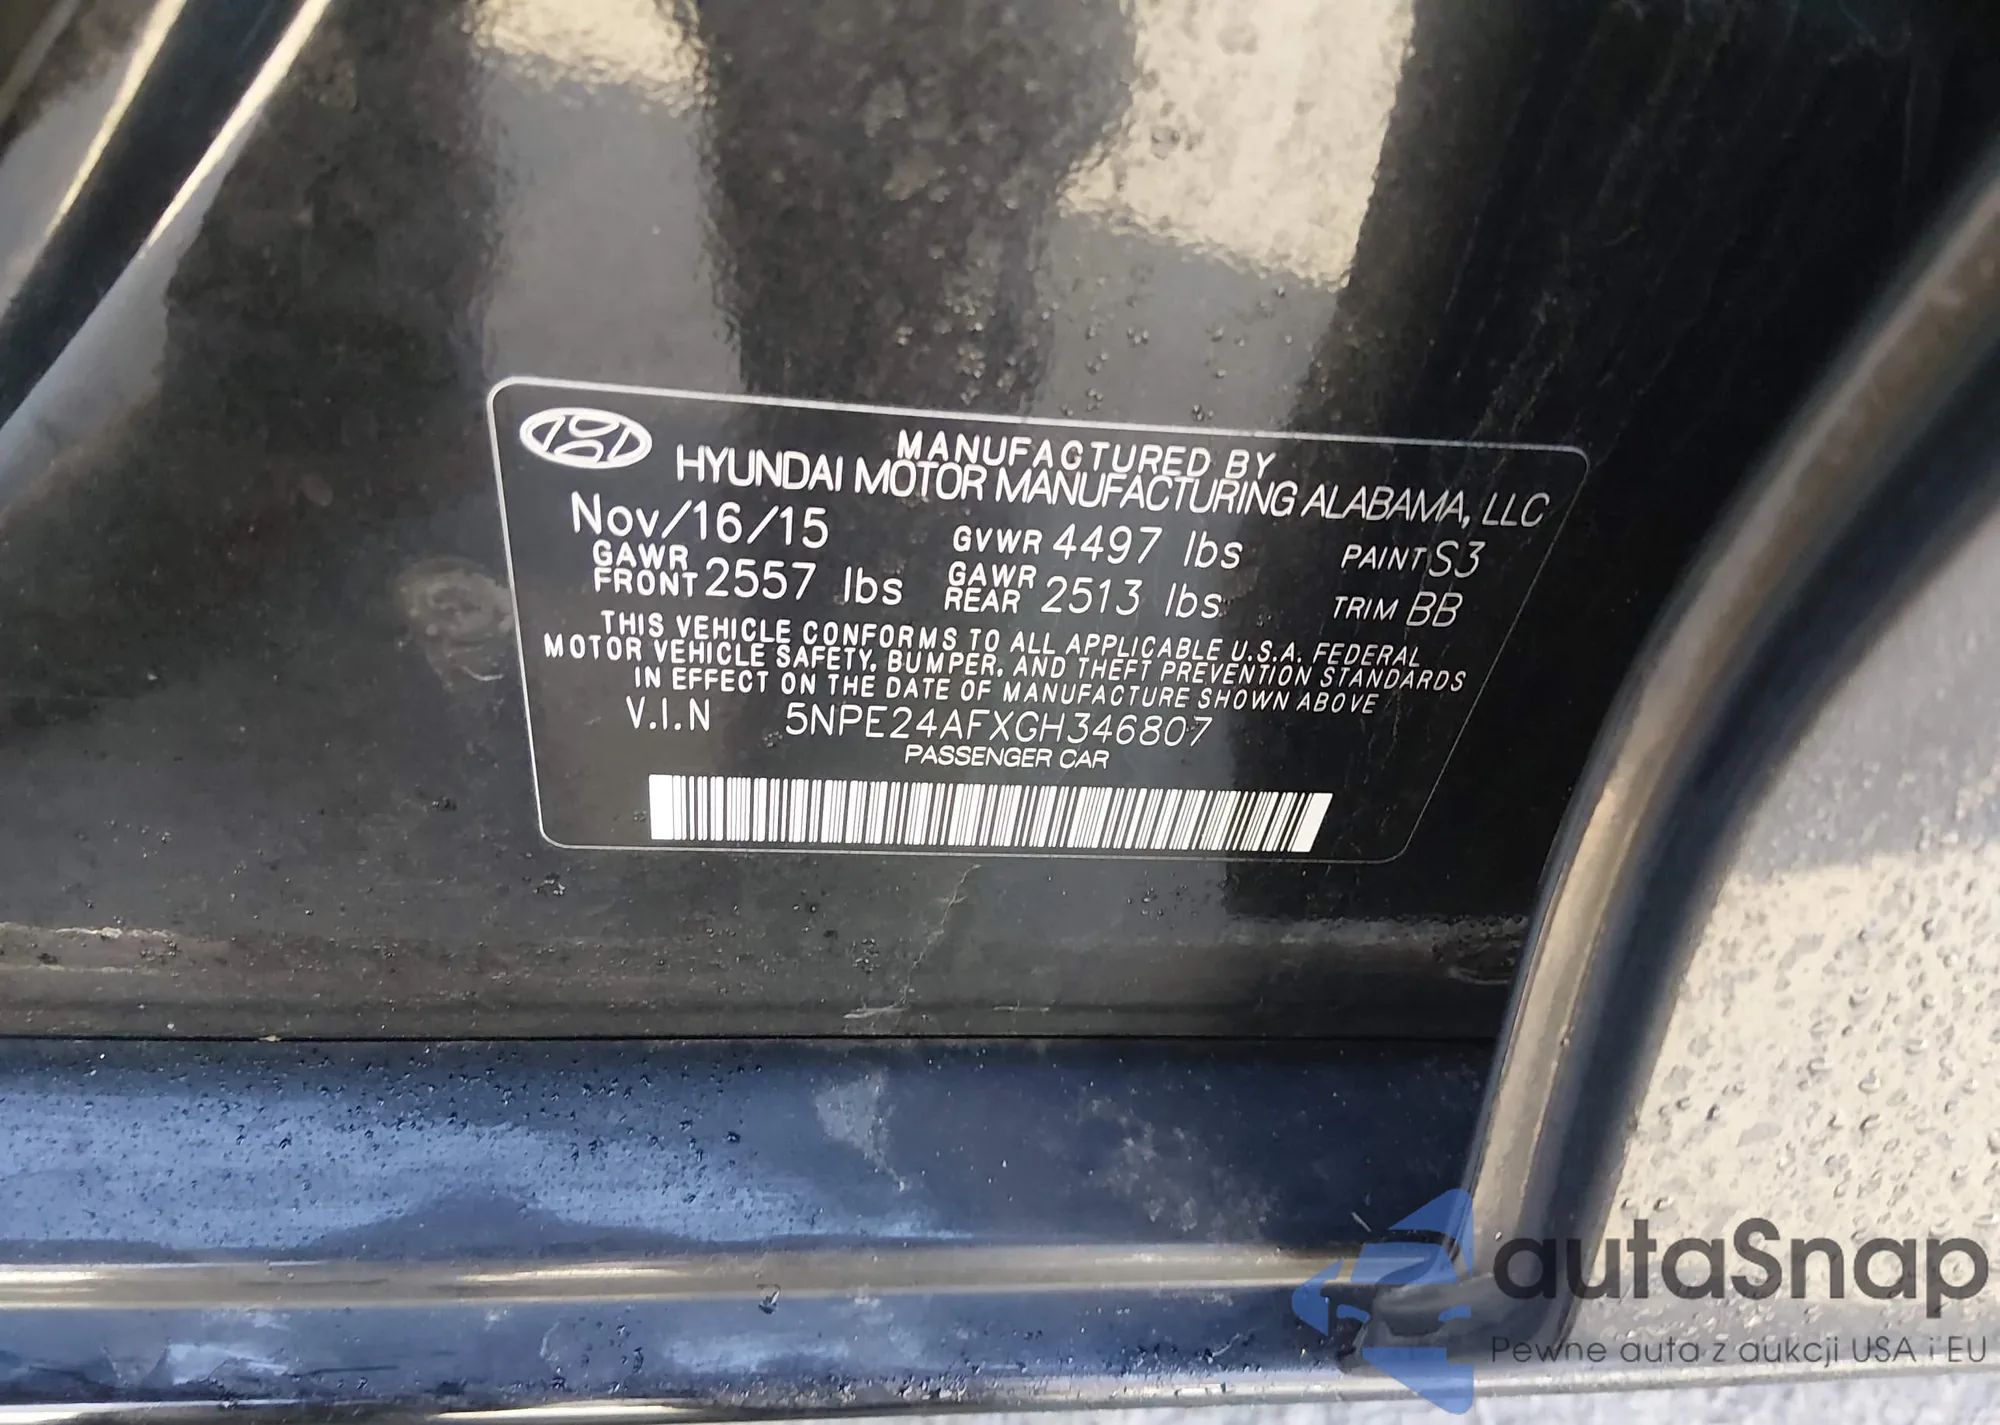 MANUFACTURED BY
HYUNDAI MOTOR MANUFACTURING ALABAMA, LLC
Nov/16/15 GVWR 4497 lbs PAINT S3
GAWR FRONT 2557 lbs GAWR REAR 2513 lbs TRIM BB
THIS VEHICLE CONFORMS TO ALL APPLICABLE U.S.A. FEDERAL
MOTOR VEHICLE SAFETY, BUMPER, AND THEFT PREVENTION STANDARDS
IN EFFECT ON THE DATE OF MANUFACTURE SHOWN ABOVE
V.I.N 5NPE24AFXGH346807
PASSENGER CAR
autaSnap
Pewne auta z aukcji USA i EU